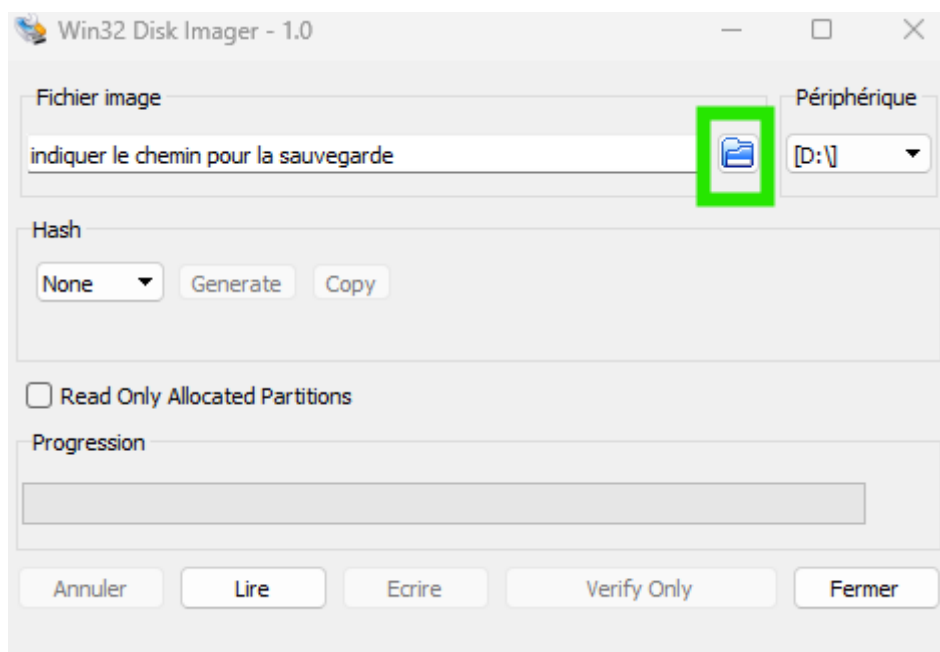 Win32 Disk Imager - 1.0
Fichier image
Périphérique
indiquer le chemin pour la sauvegarde
[D:\]
Hash
None
Generate
Copy
Read Only Allocated Partitions
Progression
Annuler
Lire
Ecrire
Verify Only
Fermer